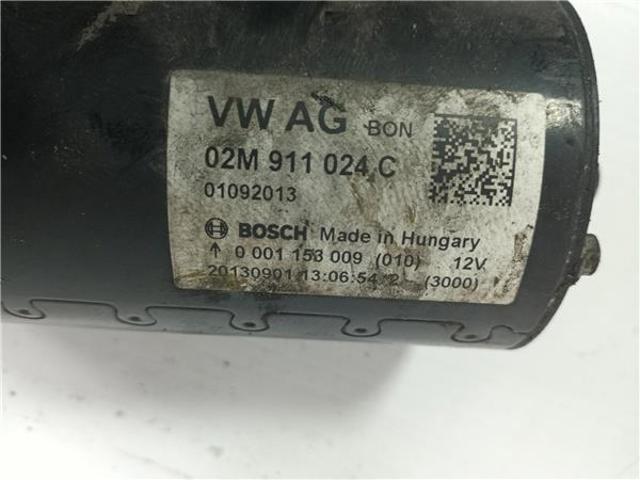 VW AG BON
02M 911 024 C
01092013
BOSCH Made in Hungary
↑ 0 001 153 009 (010) 12V
20130901 13:06:54 2 (3000)